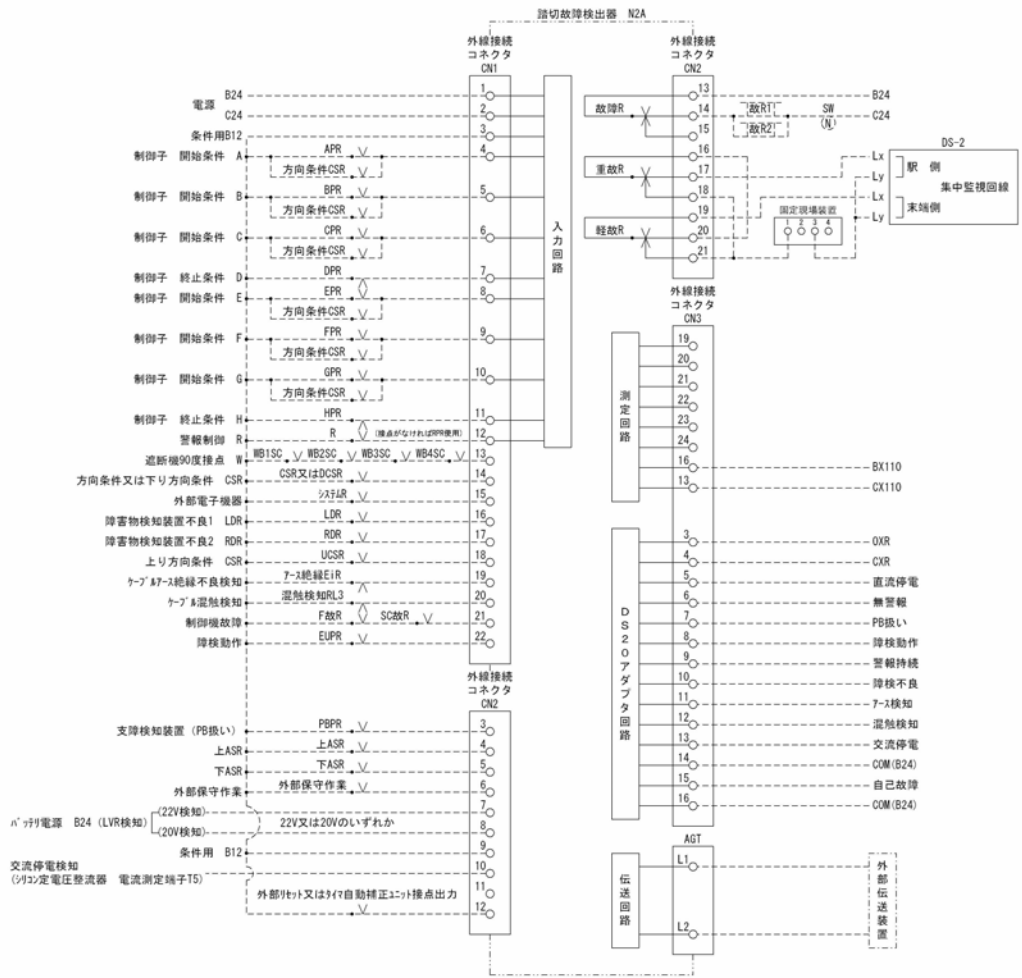 踏切故障検出器 N2A
外線接続
コネクタ
CN1
電源
B24
1
C24
2
条件用B12
3
制御子 開始条件 A
APR
4
方向条件CSR
制御子 開始条件 B
BPR
5
方向条件CSR
制御子 開始条件 C
CPR
6
方向条件CSR
制御子 終止条件 D
DPR
7
制御子 開始条件 E
EPR
8
方向条件CSR
制御子 開始条件 F
FPR
9
方向条件CSR
制御子 開始条件 G
GPR
10
方向条件CSR
制御子 終止条件 H
HPR
11
警報制御 R
R
(接点がなければRPR使用)
12
遮断機90度接点 W
WB1SC
WB2SC
WB3SC
WB4SC
13
方向条件又は下り方向条件 CSR
CSR又はDCSR
14
外部電子機器
システムR
15
障害物検知装置不良1 LDR
LDR
16
障害物検知装置不良2 RDR
RDR
17
上り方向条件 CSR
UCSR
18
ケーブルアース絶縁不良検知
アース絶縁EiR
19
ケーブル混触検知
混触検知RL3
20
制御機故障
F故R
SC故R
21
障検動作
EUPR
22
入力回路
外線接続
コネクタ
CN2
支障検知装置（PB扱い）
PBPR
3
上ASR
上ASR
4
下ASR
下ASR
5
外部保守作業
外部保守作業
6
バッテリ電源 B24（LVR検知）
(22V検知)
7
22V又は20Vのいずれか
(20V検知)
8
条件用 B12
9
交流停電検知
(シリコン定電圧整流器 電流測定端子T5)
10
外部リセット又はタイマ自動補正ユニット接点出力
11
12
外線接続
コネクタ
CN2
13
B24
故障R
14
故R1
故R2
SW
(N)
C24
15
16
重故R
17
18
19
軽故R
20
21
固定現場装置
1 2 3 4
DS-2
Lx
Ly
駅 側
Lx
Ly
末端側
集中監視回線
外線接続
コネクタ
CN3
測定回路
19
20
21
22
23
24
16
BX110
13
CX110
DS20アダプタ回路
3
OXR
4
CXR
5
直流停電
6
無警報
7
PB扱い
8
障検動作
9
警報持続
10
障検不良
11
アース検知
12
混触検知
13
交流停電
14
COM(B24)
15
自己故障
16
COM(B24)
AGT
伝送回路
L1
L2
外部伝送装置